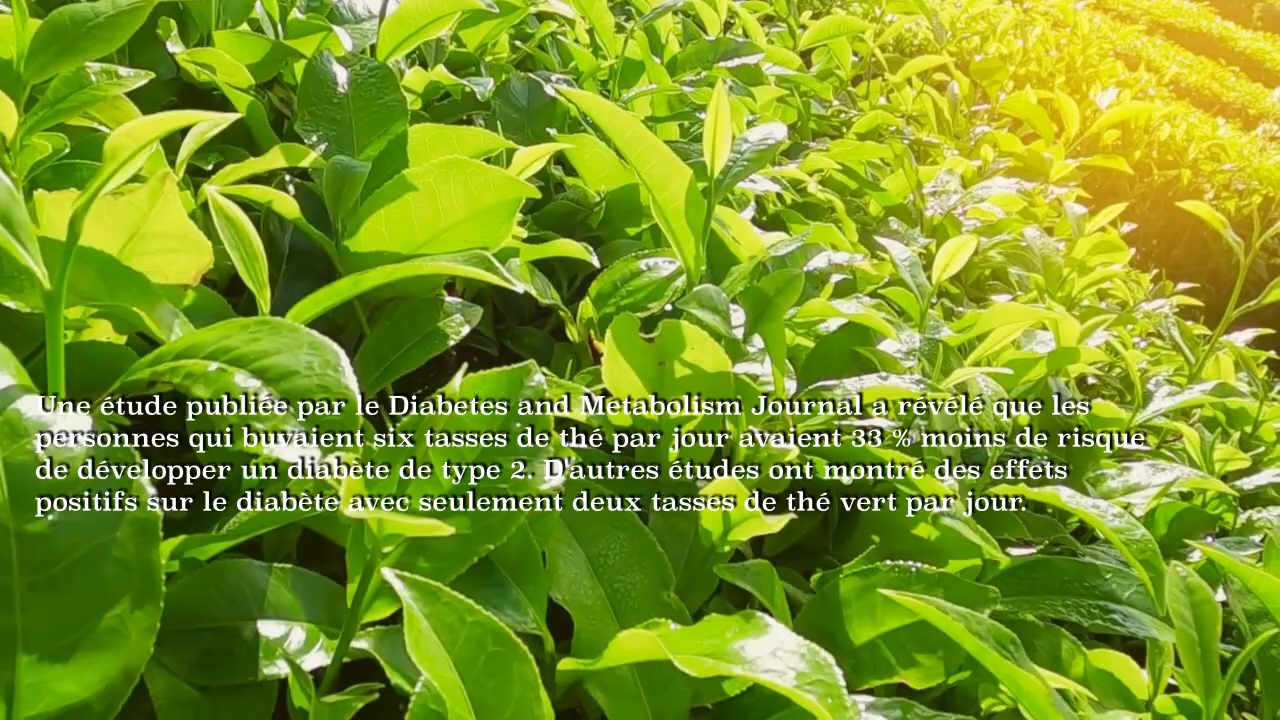 Une étude publiée par le Diabetes and Metabolism Journal a révélé que les
personnes qui buvaient six tasses de thé par jour avaient 33 % moins de risque
de développer un diabète de type 2. D'autres études ont montré des effets
positifs sur le diabète avec seulement deux tasses de thé vert par jour.